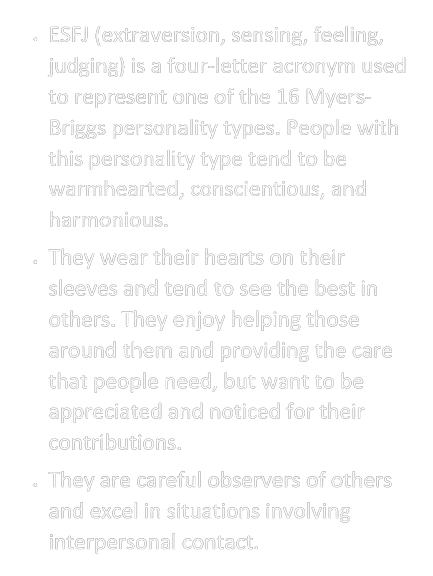 • ESFJ (extraversion, sensing, feeling,
judging) is a four-letter acronym used
to represent one of the 16 Myers-
Briggs personality types. People with
this personality type tend to be
warmhearted, conscientious, and
harmonious.
• They wear their hearts on their
sleeves and tend to see the best in
others. They enjoy helping those
around them and providing the care
that people need, but want to be
appreciated and noticed for their
contributions.
• They are careful observers of others
and excel in situations involving
interpersonal contact.